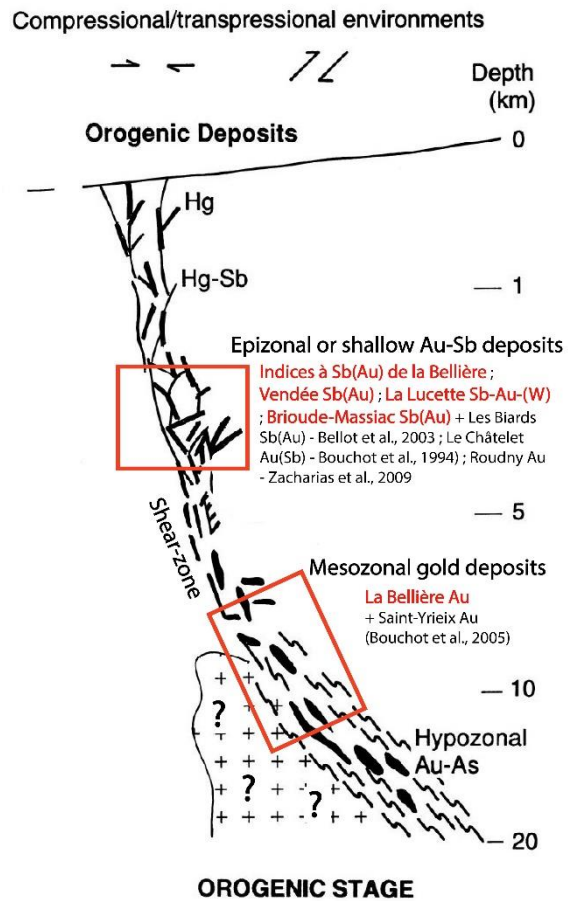 Compressional/transpressional environments
Depth
(km)
Orogenic Deposits
0
Hg
Hg-Sb
1
Epizonal or shallow Au-Sb deposits
Indices à Sb(Au) de la Bellière ;
Vendée Sb(Au) ; La Lucette Sb-Au-(W)
; Brioude-Massiac Sb(Au) + Les Biards
Sb(Au) - Bellot et al., 2003 ; Le Châtelet
Au(Sb) - Bouchot et al., 1994) ; Roudny Au
- Zacharias et al., 2009
5
Shear-zone
Mesozonal gold deposits
La Bellière Au
+ Saint-Yrieix Au
(Bouchot et al., 2005)
10
?
Hypozonal
Au-As
?
?
20
OROGENIC STAGE